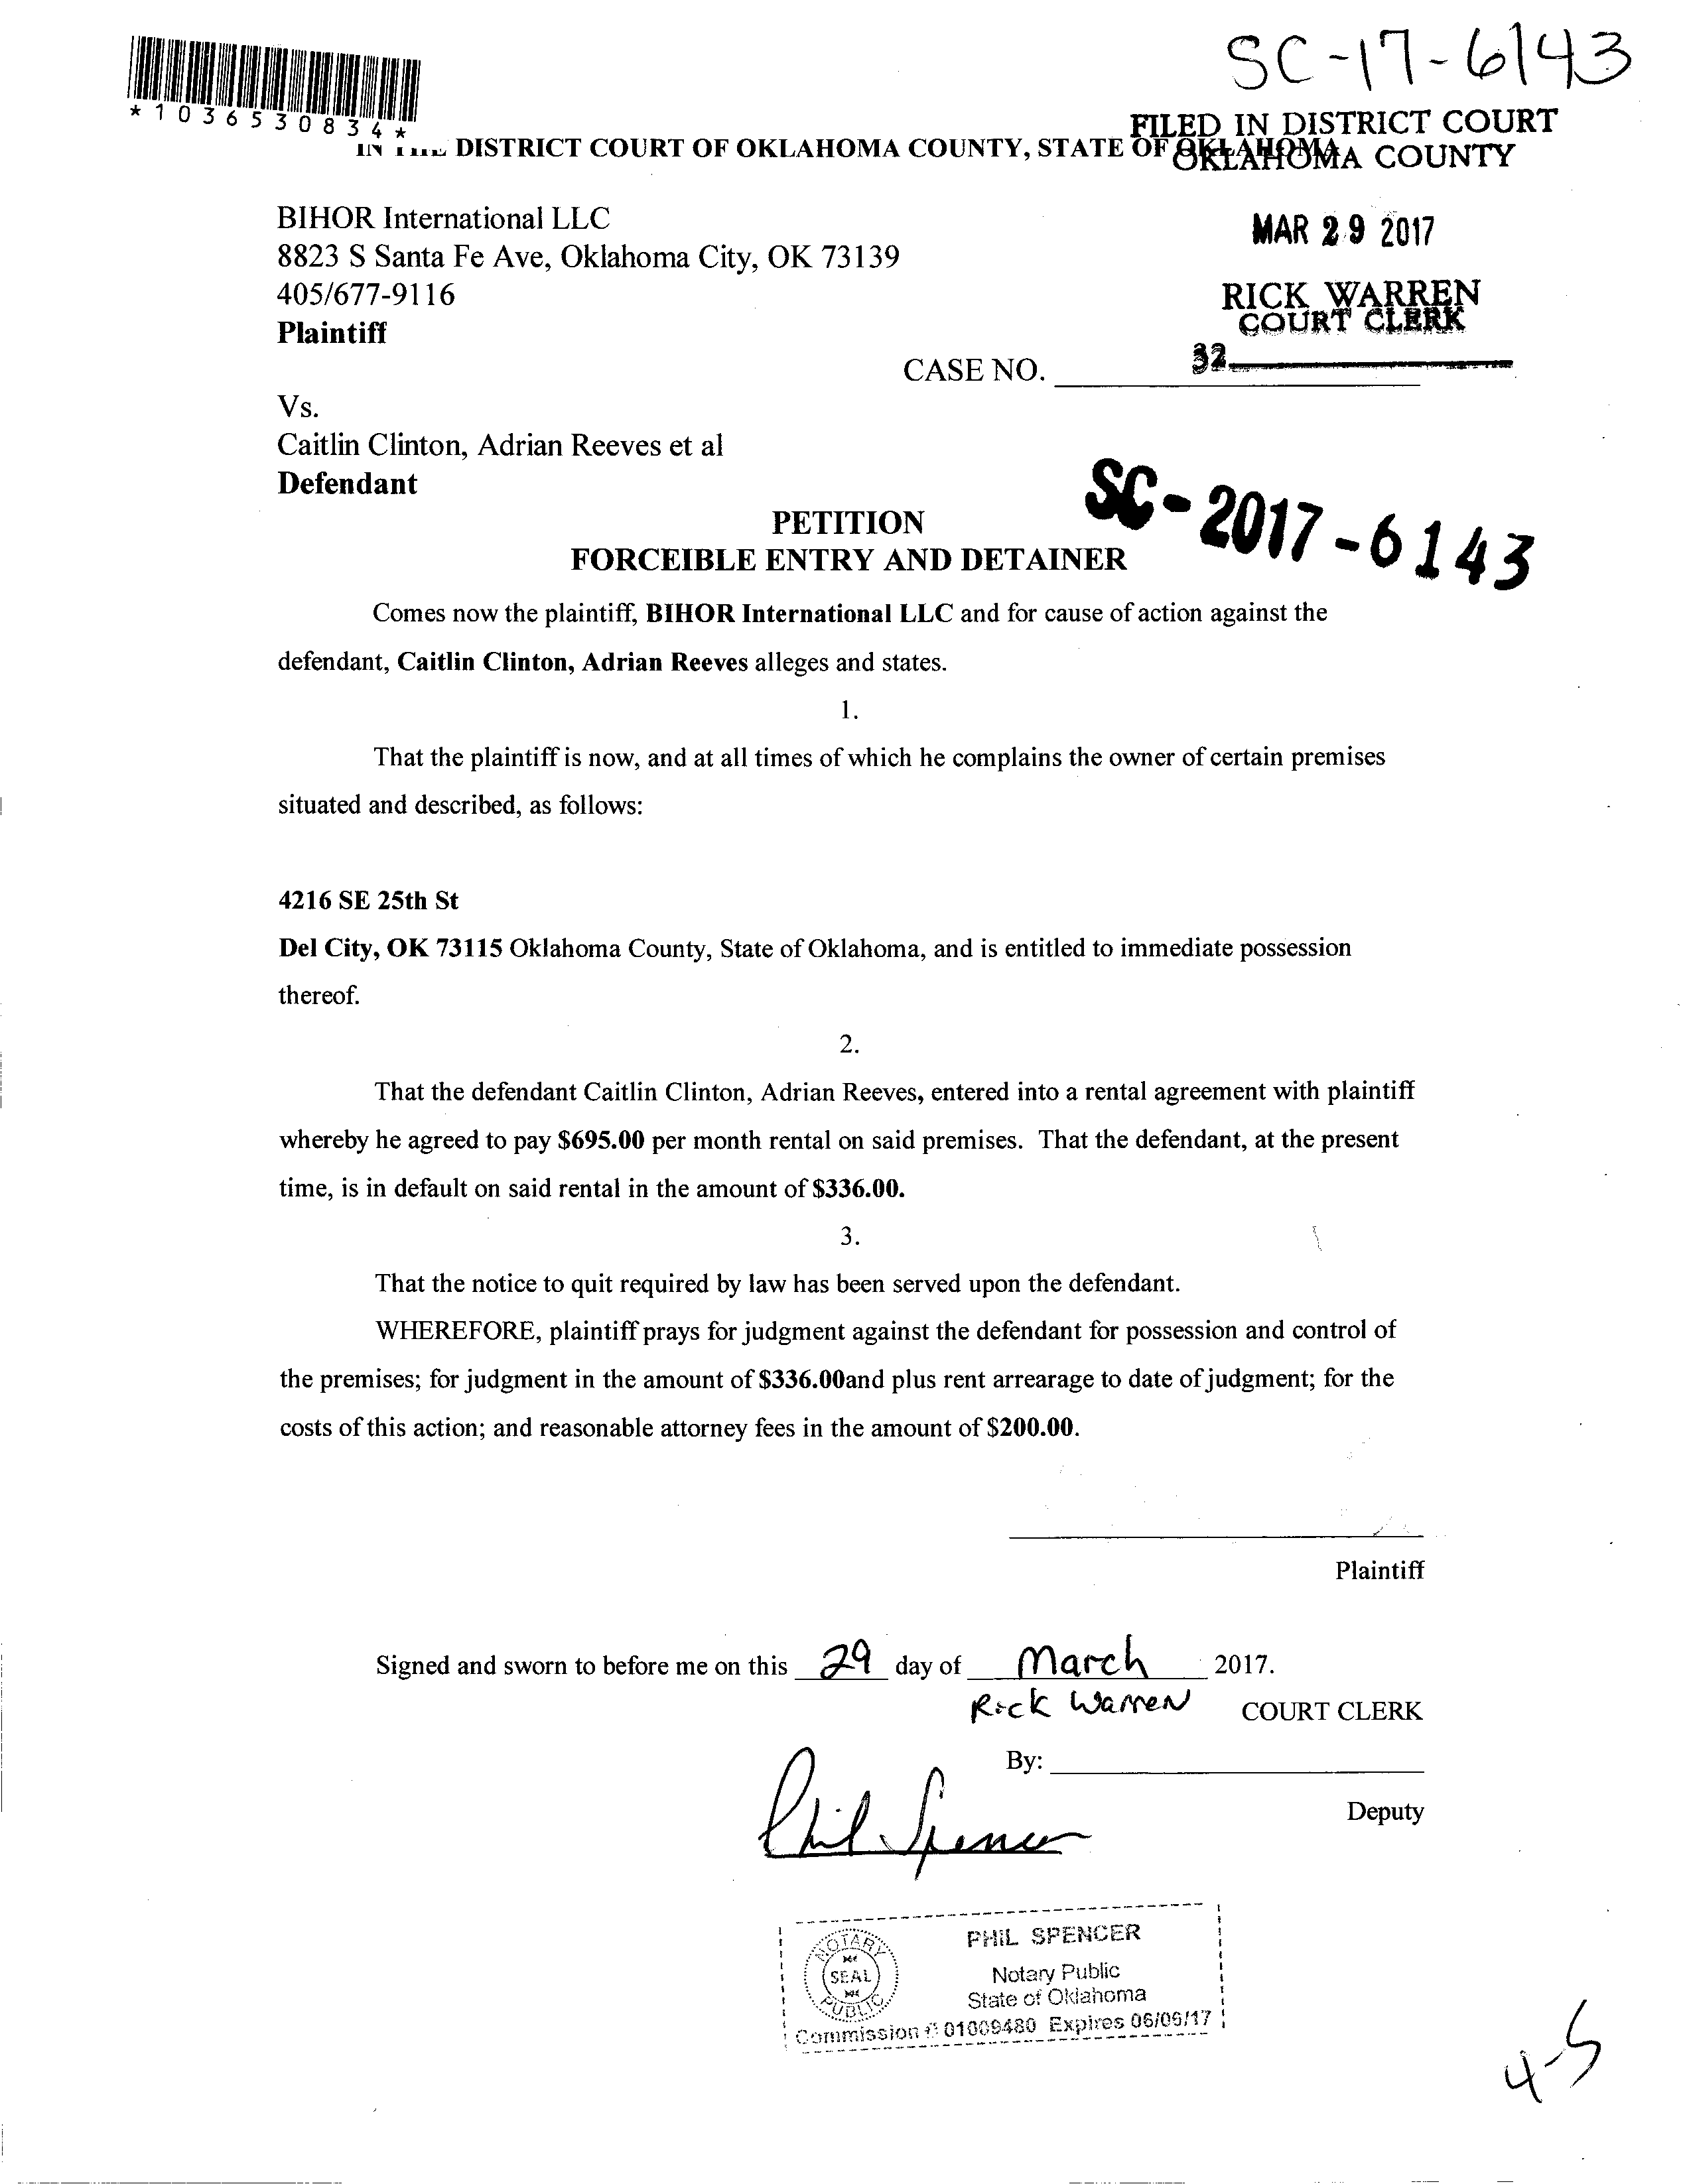 SC-17-6143
*1036530834*
FILED IN DISTRICT COURT
OKLAHOMA COUNTY
DISTRICT COURT OF OKLAHOMA COUNTY, STATE OF
BIHOR International LLC
8823 S Santa Fe Ave, Oklahoma City, OK 73139
405/677-9116
Plaintiff
MAR 29 2017
RICK WARREN
COURT CLERK
32
CASE NO.
Vs.
Caitlin Clinton, Adrian Reeves et al
Defendant
SC-2017-6143
PETITION
FORCEIBLE ENTRY AND DETAINER
Comes now the plaintiff, BIHOR International LLC and for cause of action against the
defendant, Caitlin Clinton, Adrian Reeves alleges and states.
1.
That the plaintiff is now, and at all times of which he complains the owner of certain premises
situated and described, as follows:
4216 SE 25th St
Del City, OK 73115 Oklahoma County, State of Oklahoma, and is entitled to immediate possession
thereof.
2.
That the defendant Caitlin Clinton, Adrian Reeves, entered into a rental agreement with plaintiff
whereby he agreed to pay $695.00 per month rental on said premises. That the defendant, at the present
time, is in default on said rental in the amount of $336.00.
3.
That the notice to quit required by law has been served upon the defendant.
WHEREFORE, plaintiff prays for judgment against the defendant for possession and control of
the premises; for judgment in the amount of $336.00and plus rent arrearage to date of judgment; for the
costs of this action; and reasonable attorney fees in the amount of $200.00.
Plaintiff
Signed and sworn to before me on this 29 day of March 2017.
Rick Warren COURT CLERK
By:
Phil Spencer
Deputy
NOTARY
SEAL
PUBLIC
PHIL SPENCER
Notary Public
State of Oklahoma
Commission # 01009480 Expires 06/06/17
4-5